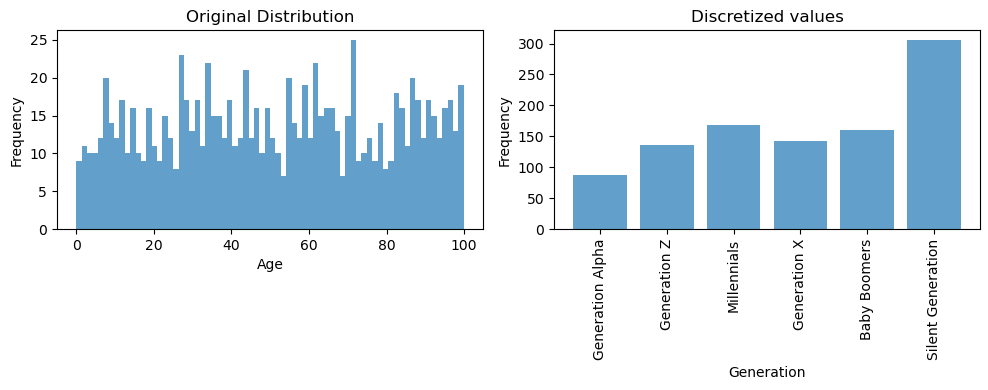 Original Distribution
25
20
15
10
5
0
Frequency
0 20 40 60 80 100
Age
Discretized values
300
250
200
150
100
50
0
Frequency
Generation Alpha
Generation Z
Millennials
Generation X
Baby Boomers
Silent Generation
Generation